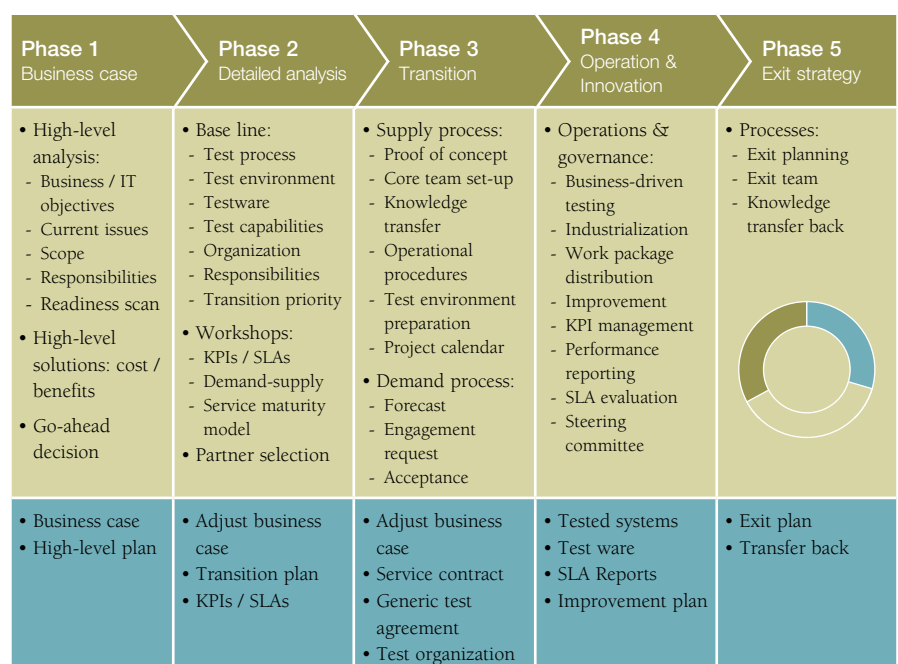 Phase 1
Business case
Phase 2
Detailed analysis
Phase 3
Transition
Phase 4
Operation &
Innovation
Phase 5
Exit strategy
• High-level
analysis:
- Business / IT
objectives
- Current issues
- Scope
- Responsibilities
- Readiness scan
• High-level
solutions: cost /
benefits
• Go-ahead
decision
• Base line:
- Test process
- Test environment
- Testware
- Test capabilities
- Organization
- Responsibilities
- Transition priority
• Workshops:
- KPIs / SLAs
- Demand-supply
- Service maturity
model
• Partner selection
• Supply process:
- Proof of concept
- Core team set-up
- Knowledge
transfer
- Operational
procedures
- Test environment
preparation
- Project calendar
• Demand process:
- Forecast
- Engagement
request
- Acceptance
• Operations &
governance:
- Business-driven
testing
- Industrialization
- Work package
distribution
- Improvement
- KPI management
- Performance
reporting
- SLA evaluation
- Steering
committee
• Processes:
- Exit planning
- Exit team
- Knowledge
transfer back
• Business case
• High-level plan
• Adjust business
case
• Transition plan
• KPIs / SLAs
• Adjust business
case
• Service contract
• Generic test
agreement
• Test organization
• Tested systems
• Test ware
• SLA Reports
• Improvement plan
• Exit plan
• Transfer back